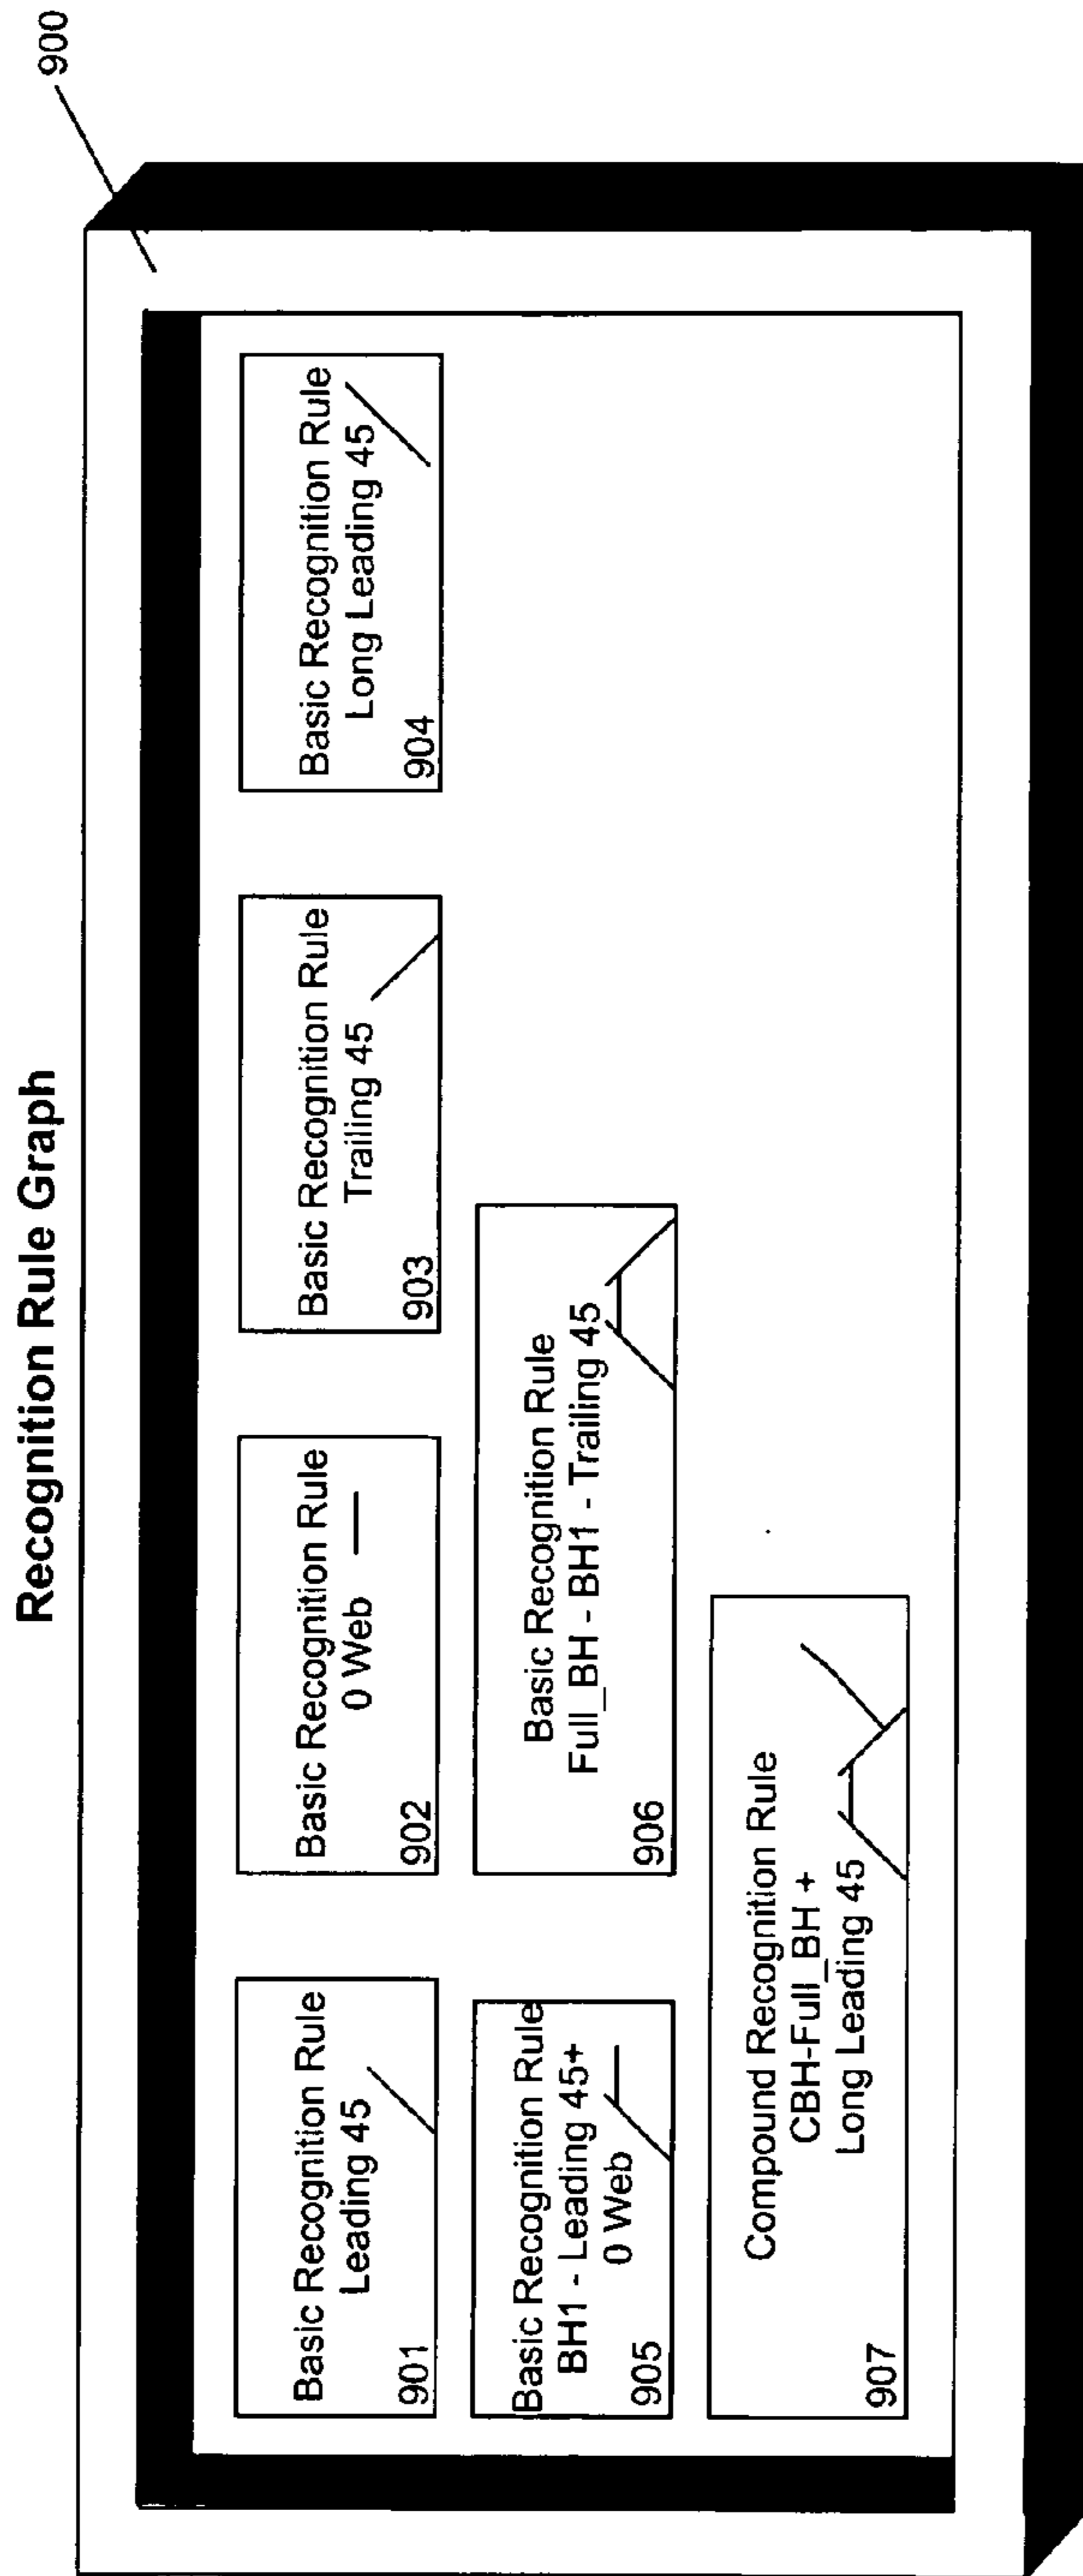 Recognition Rule Graph
900
Basic Recognition Rule
Leading 45
901
Basic Recognition Rule
0 Web
902
Basic Recognition Rule
Trailing 45
903
Basic Recognition Rule
Long Leading 45
904
Basic Recognition Rule
BH1 - Leading 45+
0 Web
905
Basic Recognition Rule
Full_BH - BH1 - Trailing 45
906
Compound Recognition Rule
CBH-Full_BH +
Long Leading 45
907